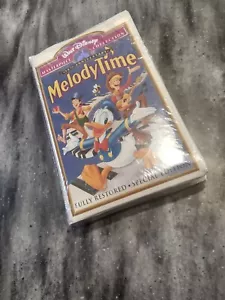 Walt Disney
MASTERPIECE COLLECTION
Melody Time
FULLY RESTORED • SPECIAL EDITION